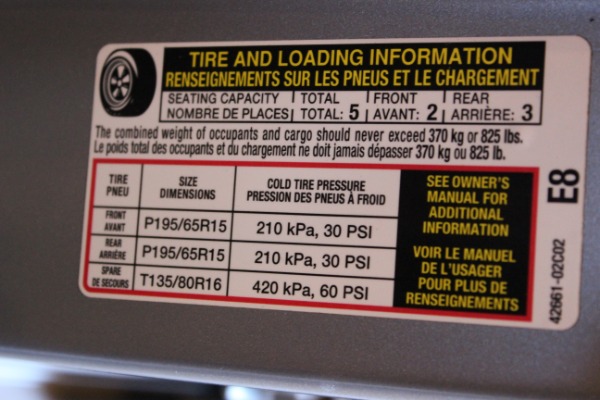 TIRE AND LOADING INFORMATION
RENSEIGNEMENTS SUR LES PNEUS ET LE CHARGEMENT
SEATING CAPACITY | TOTAL | FRONT | REAR
NOMBRE DE PLACES | TOTAL: 5 | AVANT: 2 | ARRIÈRE: 3
The combined weight of occupants and cargo should never exceed 370 kg or 825 lbs.
Le poids total des occupants et du chargement ne doit jamais dépasser 370 kg ou 825 lb.
TIRE PNEU
SIZE DIMENSIONS
COLD TIRE PRESSURE
PRESSION DES PNEUS À FROID
FRONT AVANT P195/65R15 210 kPa, 30 PSI
REAR ARRIÈRE P195/65R15 210 kPa, 30 PSI
SPARE DE SECOURS T135/80R16 420 kPa, 60 PSI
SEE OWNER'S
MANUAL FOR
ADDITIONAL
INFORMATION
VOIR LE MANUEL
DE L'USAGER
POUR PLUS DE
RENSEIGNEMENTS
E8
42661-02C02